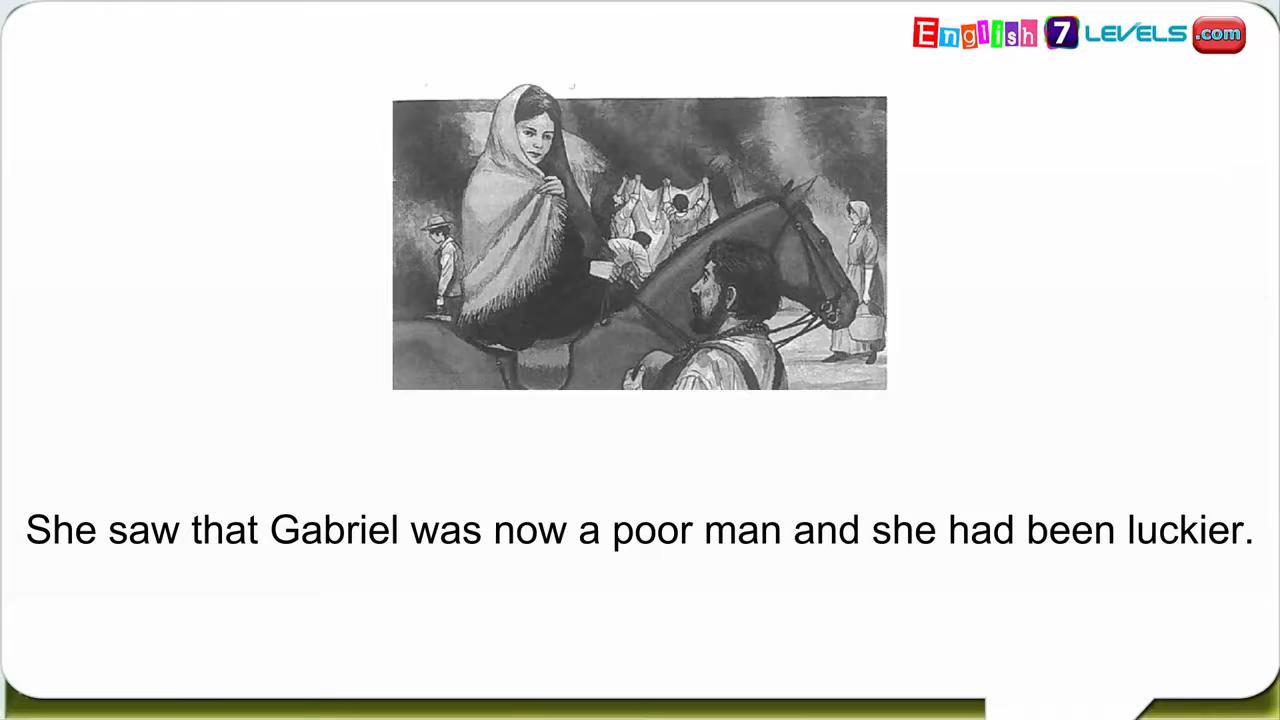 English 7 LEVELS .com
She saw that Gabriel was now a poor man and she had been luckier.